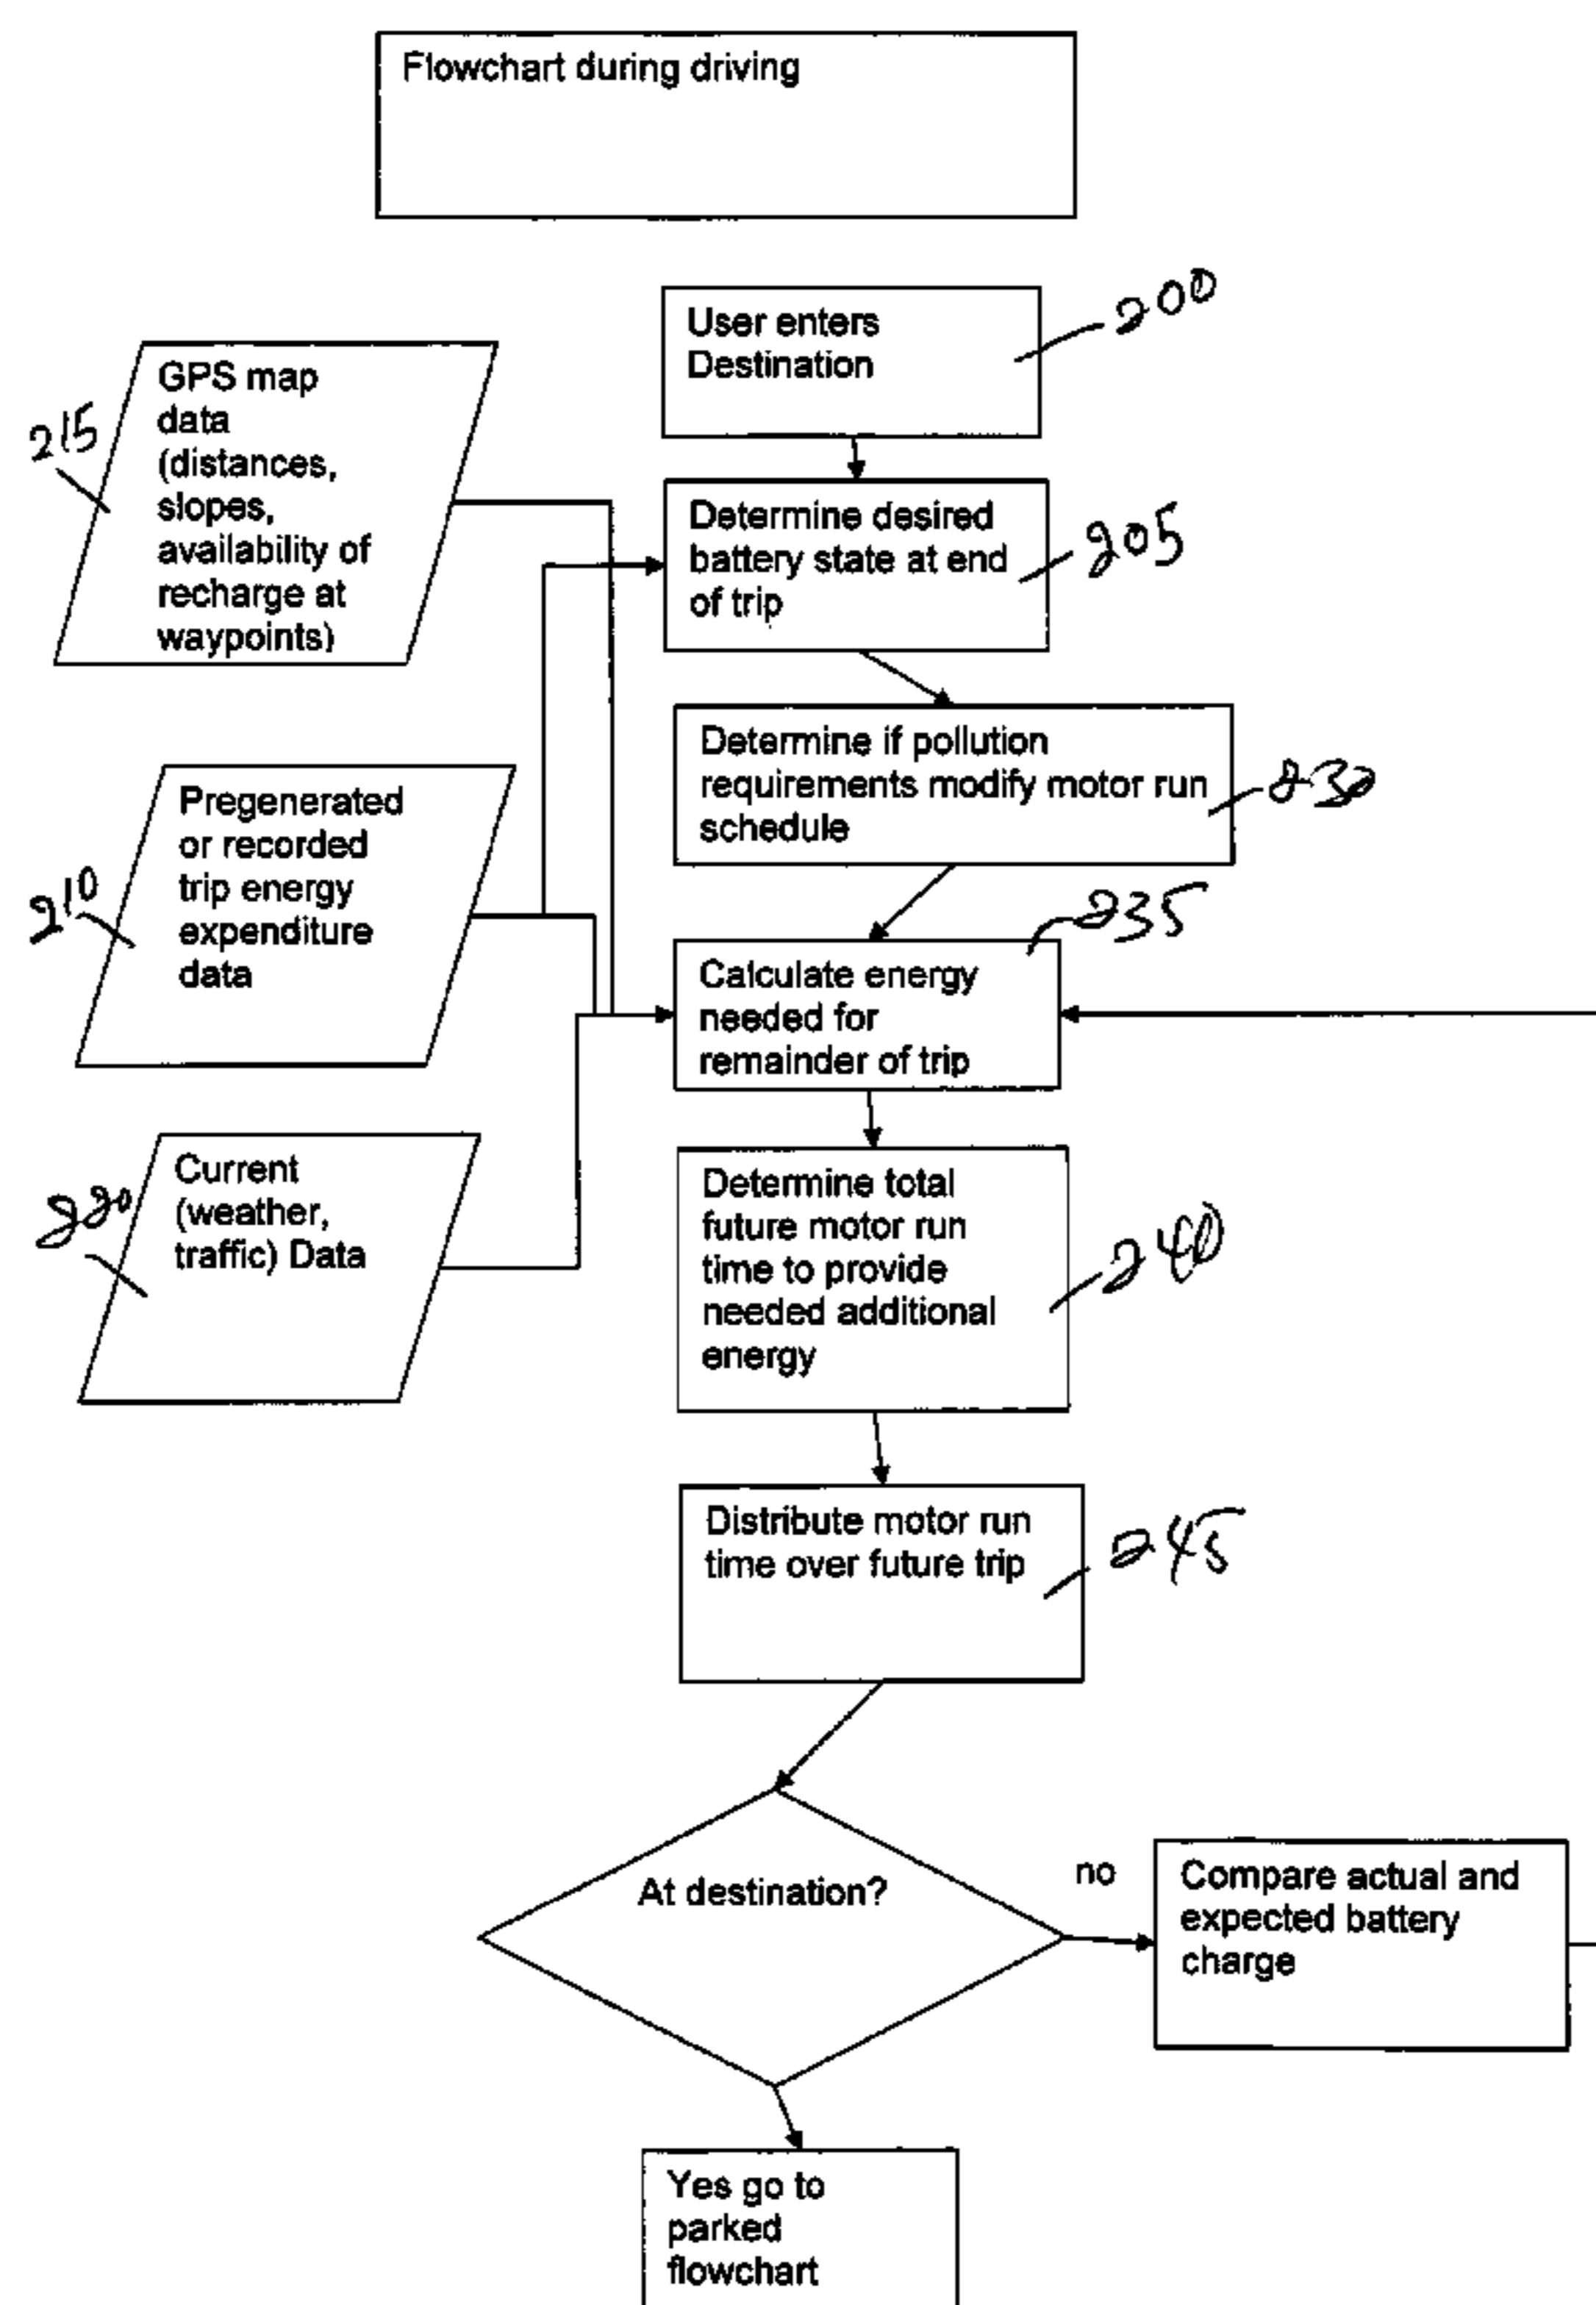 Flowchart during driving
User enters
Destination
200
GPS map
data
(distances,
slopes,
availability of
recharge at
waypoints)
215
Determine desired
battery state at end
of trip
205
Determine if pollution
requirements modify motor run
schedule
230
Pregenerated
or recorded
trip energy
expenditure
data
210
Calculate energy
needed for
remainder of trip
235
Current
(weather,
traffic) Data
220
Determine total
future motor run
time to provide
needed additional
energy
240
Distribute motor run
time over future trip
245
At destination?
no
Compare actual and
expected battery
charge
Yes go to
parked
flowchart